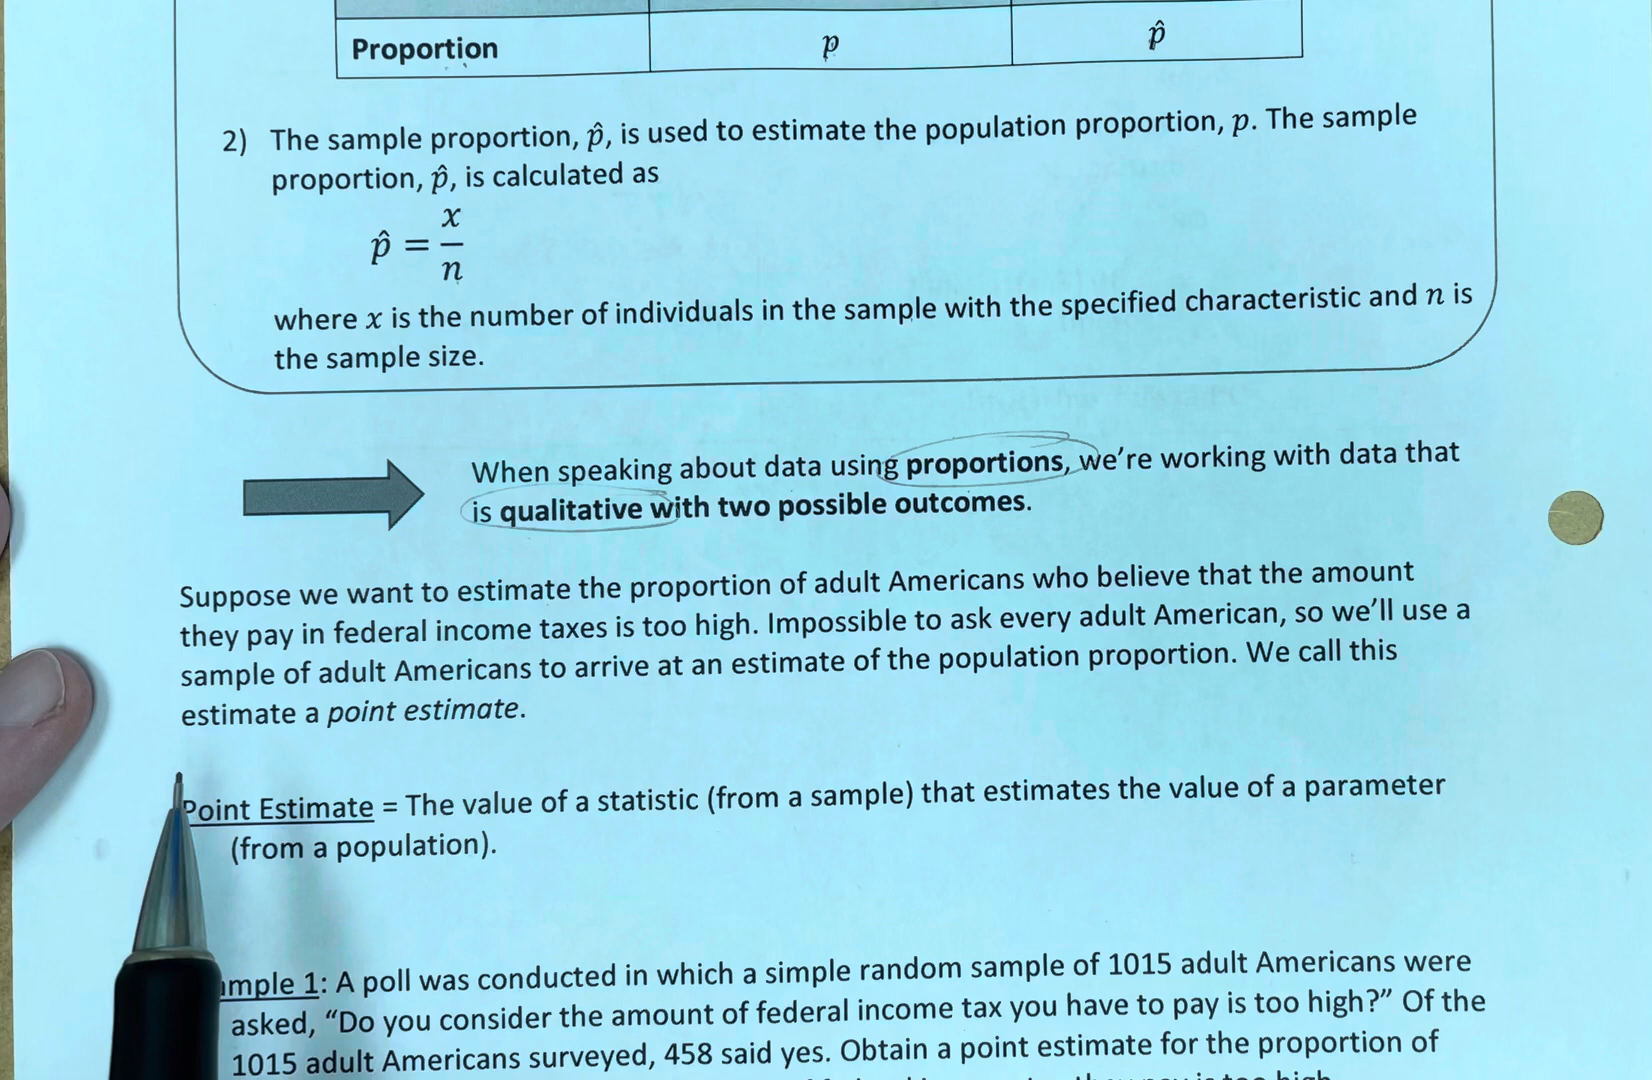 Proportion p p̂
2) The sample proportion, p̂, is used to estimate the population proportion, p. The sample
proportion, p̂, is calculated as
p̂ = x/n
where x is the number of individuals in the sample with the specified characteristic and n is
the sample size.
When speaking about data using proportions, we’re working with data that
is qualitative with two possible outcomes.
Suppose we want to estimate the proportion of adult Americans who believe that the amount
they pay in federal income taxes is too high. Impossible to ask every adult American, so we’ll use a
sample of adult Americans to arrive at an estimate of the population proportion. We call this
estimate a point estimate.
Point Estimate = The value of a statistic (from a sample) that estimates the value of a parameter
(from a population).
mple 1: A poll was conducted in which a simple random sample of 1015 adult Americans were
asked, “Do you consider the amount of federal income tax you have to pay is too high?” Of the
1015 adult Americans surveyed, 458 said yes. Obtain a point estimate for the proportion of